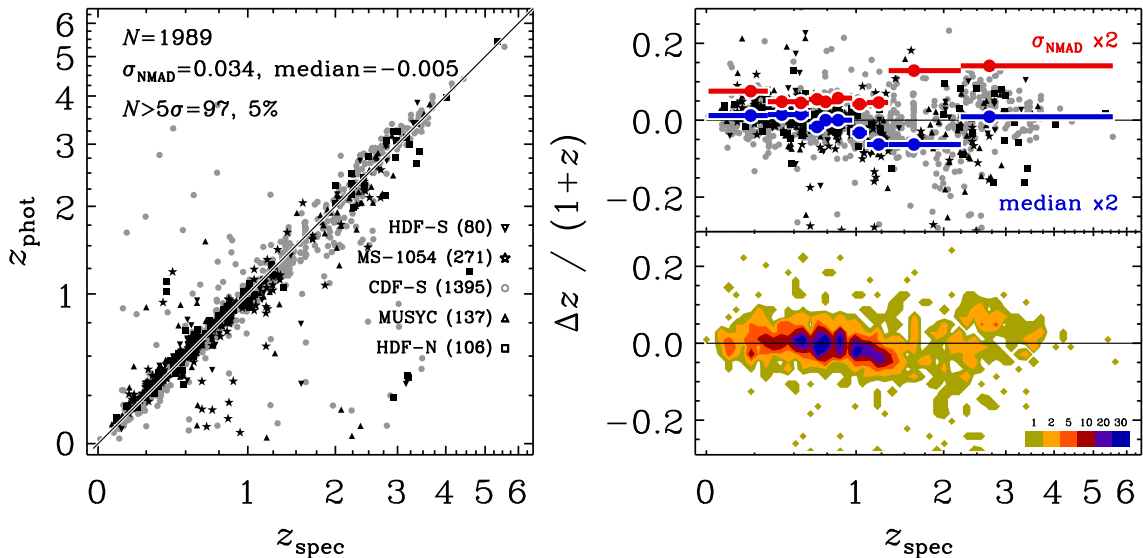 N=1989
σNMAD=0.034, median=−0.005
N>5σ=97, 5%
HDF-S (80)
MS-1054 (271)
CDF-S (1395)
MUSYC (137)
HDF-N (106)
6
5
4
3
2
1
0
zphot
0 1 2 3 4 5 6
zspec
σNMAD x2
median x2
0.2
0.0
−0.2
Δz / (1+z)
0.2
0.0
−0.2
1 2 5 10 20 30
0 1 2 3 4 5 6
zspec